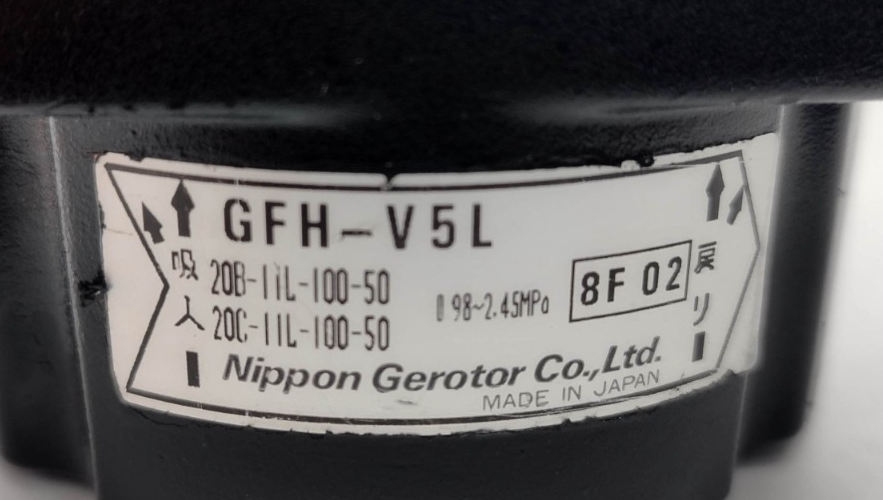 GFH-V5L
吸入
20B-11L-100-50
20C-11L-100-50
0.98~2.45MPa
8F 02
戻リ
Nippon Gerotor Co.,Ltd.
MADE IN JAPAN